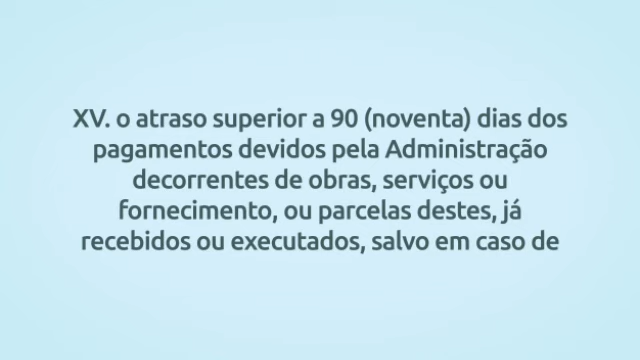 XV. o atraso superior a 90 (noventa) dias dos
pagamentos devidos pela Administração
decorrentes de obras, serviços ou
fornecimento, ou parcelas destes, já
recebidos ou executados, salvo em caso de